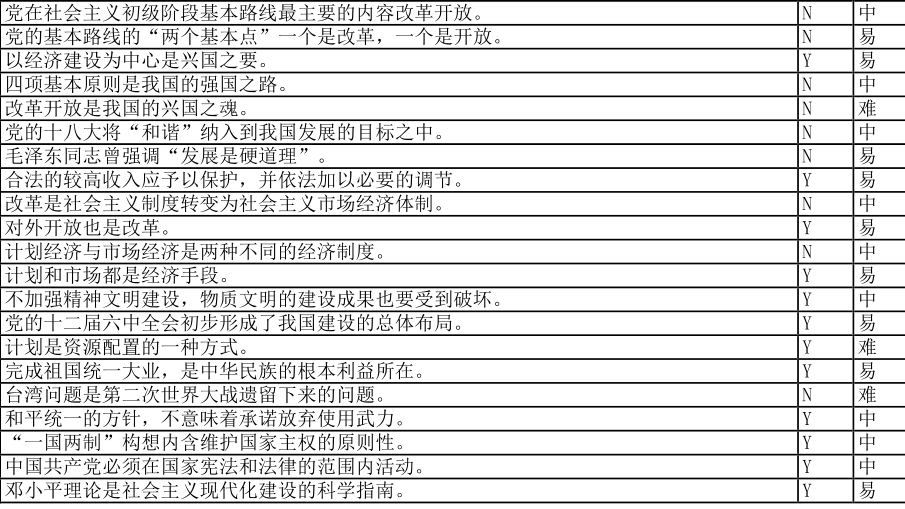 党在社会主义初级阶段基本路线最主要的内容改革开放。 N 中
党的基本路线的“两个基本点”一个是改革，一个是开放。 N 易
以经济建设为中心是兴国之要。 Y 易
四项基本原则是我国的强国之路。 N 中
改革开放是我国的兴国之魂。 N 难
党的十八大将“和谐”纳入到我国发展的目标之中。 N 中
毛泽东同志曾强调“发展是硬道理”。 N 易
合法的较高收入应予以保护，并依法加以必要的调节。 Y 易
改革是社会主义制度转变为社会主义市场经济体制。 N 中
对外开放也是改革。 Y 易
计划经济与市场经济是两种不同的经济制度。 N 中
计划和市场都是经济手段。 Y 易
不加强精神文明建设，物质文明的建设成果也要受到破坏。 Y 中
党的十二届六中全会初步形成了我国建设的总体布局。 Y 易
计划是资源配置的一种方式。 Y 难
完成祖国统一大业，是中华民族的根本利益所在。 Y 易
台湾问题是第二次世界大战遗留下来的问题。 N 难
和平统一的方针，不意味着承诺放弃使用武力。 Y 中
“一国两制”构想内含维护国家主权的原则性。 Y 中
中国共产党必须在国家宪法和法律的范围内活动。 Y 中
邓小平理论是社会主义现代化建设的科学指南。 Y 易